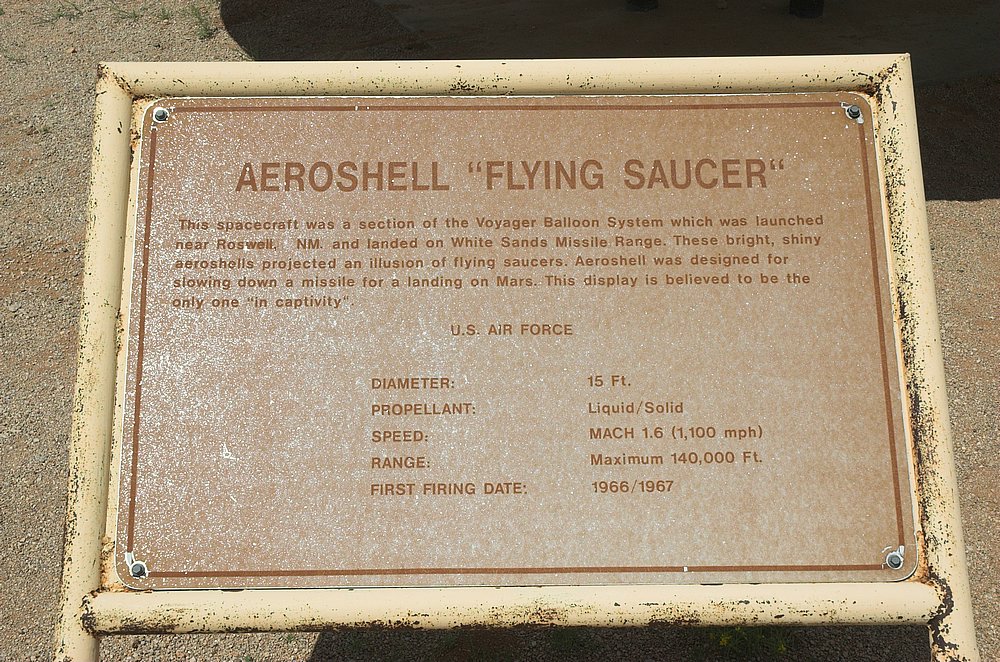 AEROSHELL “FLYING SAUCER“
This spacecraft was a section of the Voyager Balloon System which was launched
near Roswell, NM. and landed on White Sands Missile Range. These bright, shiny
aeroshells projected an illusion of flying saucers. Aeroshell was designed for
slowing down a missile for a landing on Mars. This display is believed to be the
only one "in captivity".
U.S. AIR FORCE
DIAMETER: 15 Ft.
PROPELLANT: Liquid/Solid
SPEED: MACH 1.6 (1,100 mph)
RANGE: Maximum 140,000 Ft.
FIRST FIRING DATE: 1966/1967